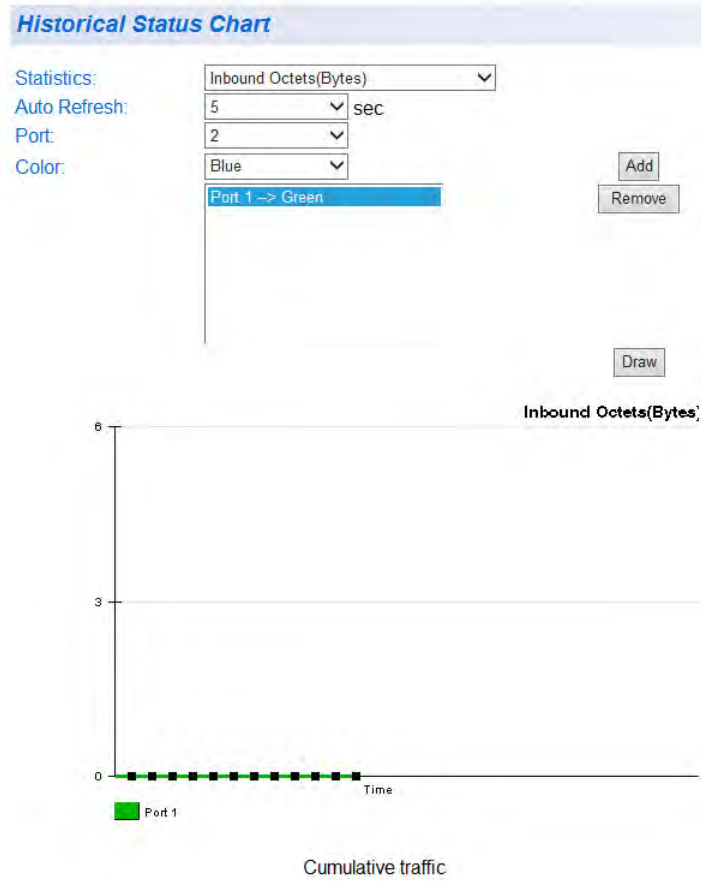 Historical Status Chart
Statistics: Inbound Octets(Bytes)
Auto Refresh: 5 sec
Port: 2
Color: Blue Add
Port 1 --> Green Remove
Draw
Inbound Octets(Bytes)
6
3
0
Time
Port 1
Cumulative traffic